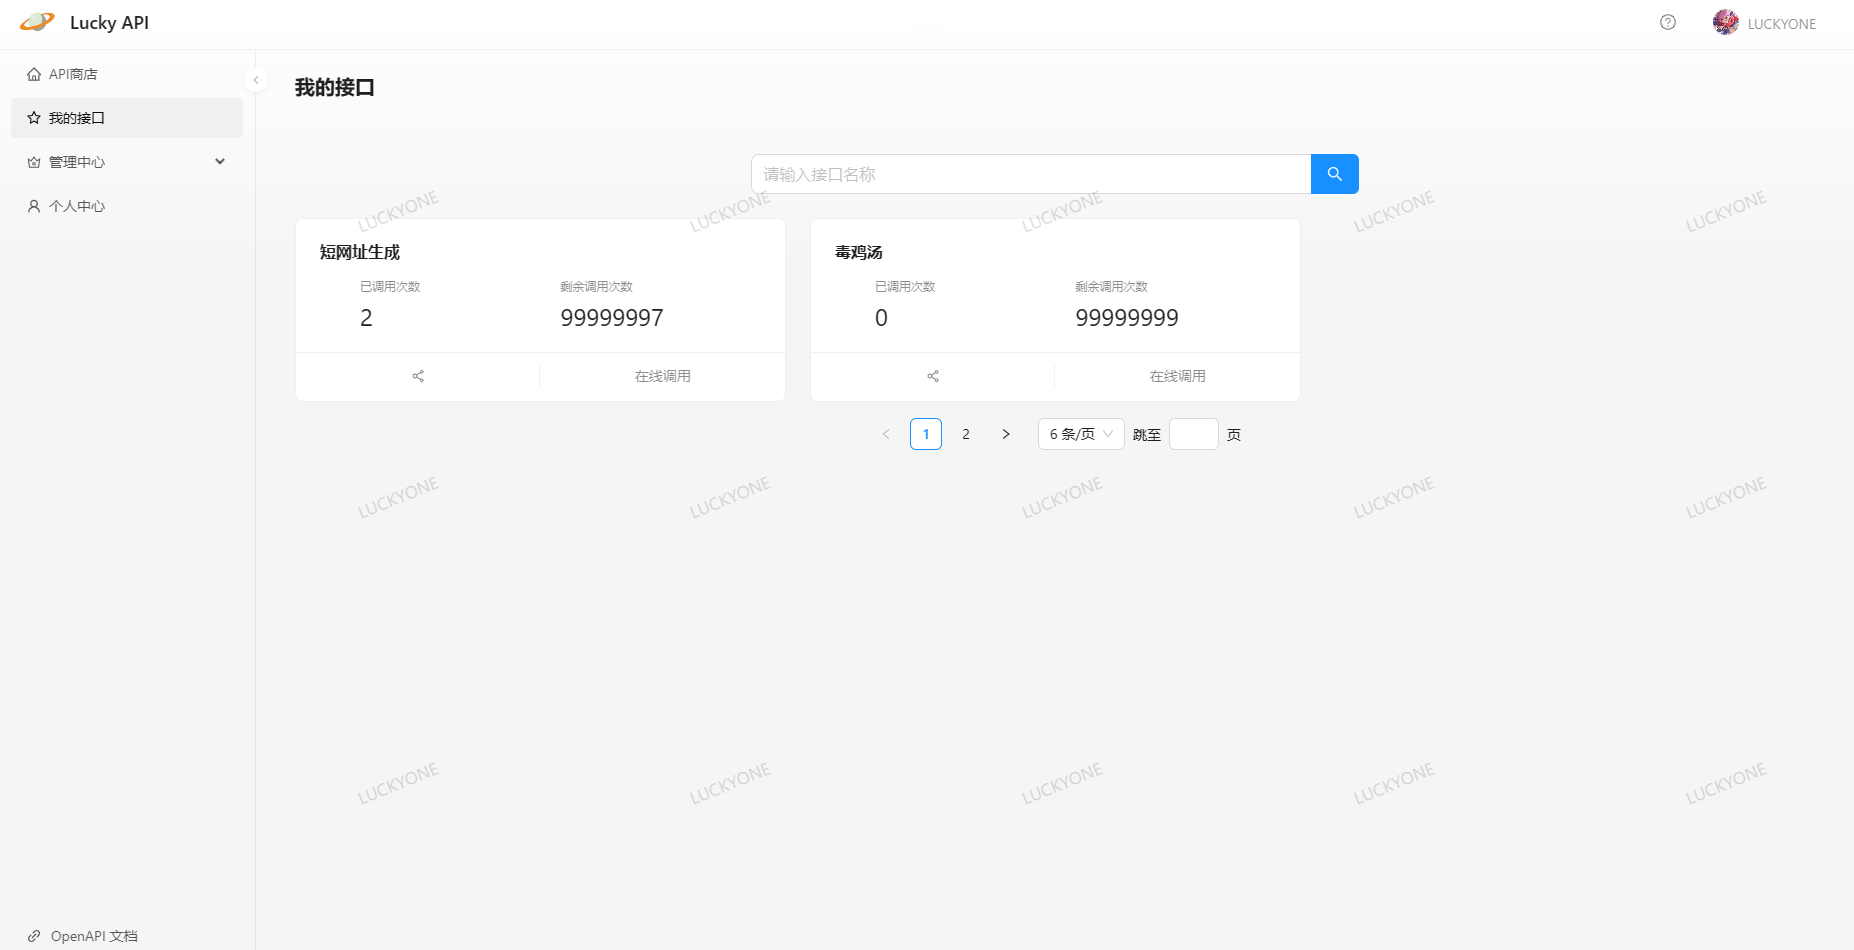 Lucky API
LUCKYONE
API商店
我的接口
管理中心
个人中心
我的接口
请输入接口名称
LUCKYONE LUCKYONE LUCKYONE LUCKYONE LUCKYONE
短网址生成
已调用次数 剩余调用次数
2 99999997
在线调用
毒鸡汤
已调用次数 剩余调用次数
0 99999999
在线调用
1 2 6 条/页 跳至 页
LUCKYONE LUCKYONE LUCKYONE LUCKYONE LUCKYONE
LUCKYONE LUCKYONE LUCKYONE LUCKYONE LUCKYONE
OpenAPI 文档